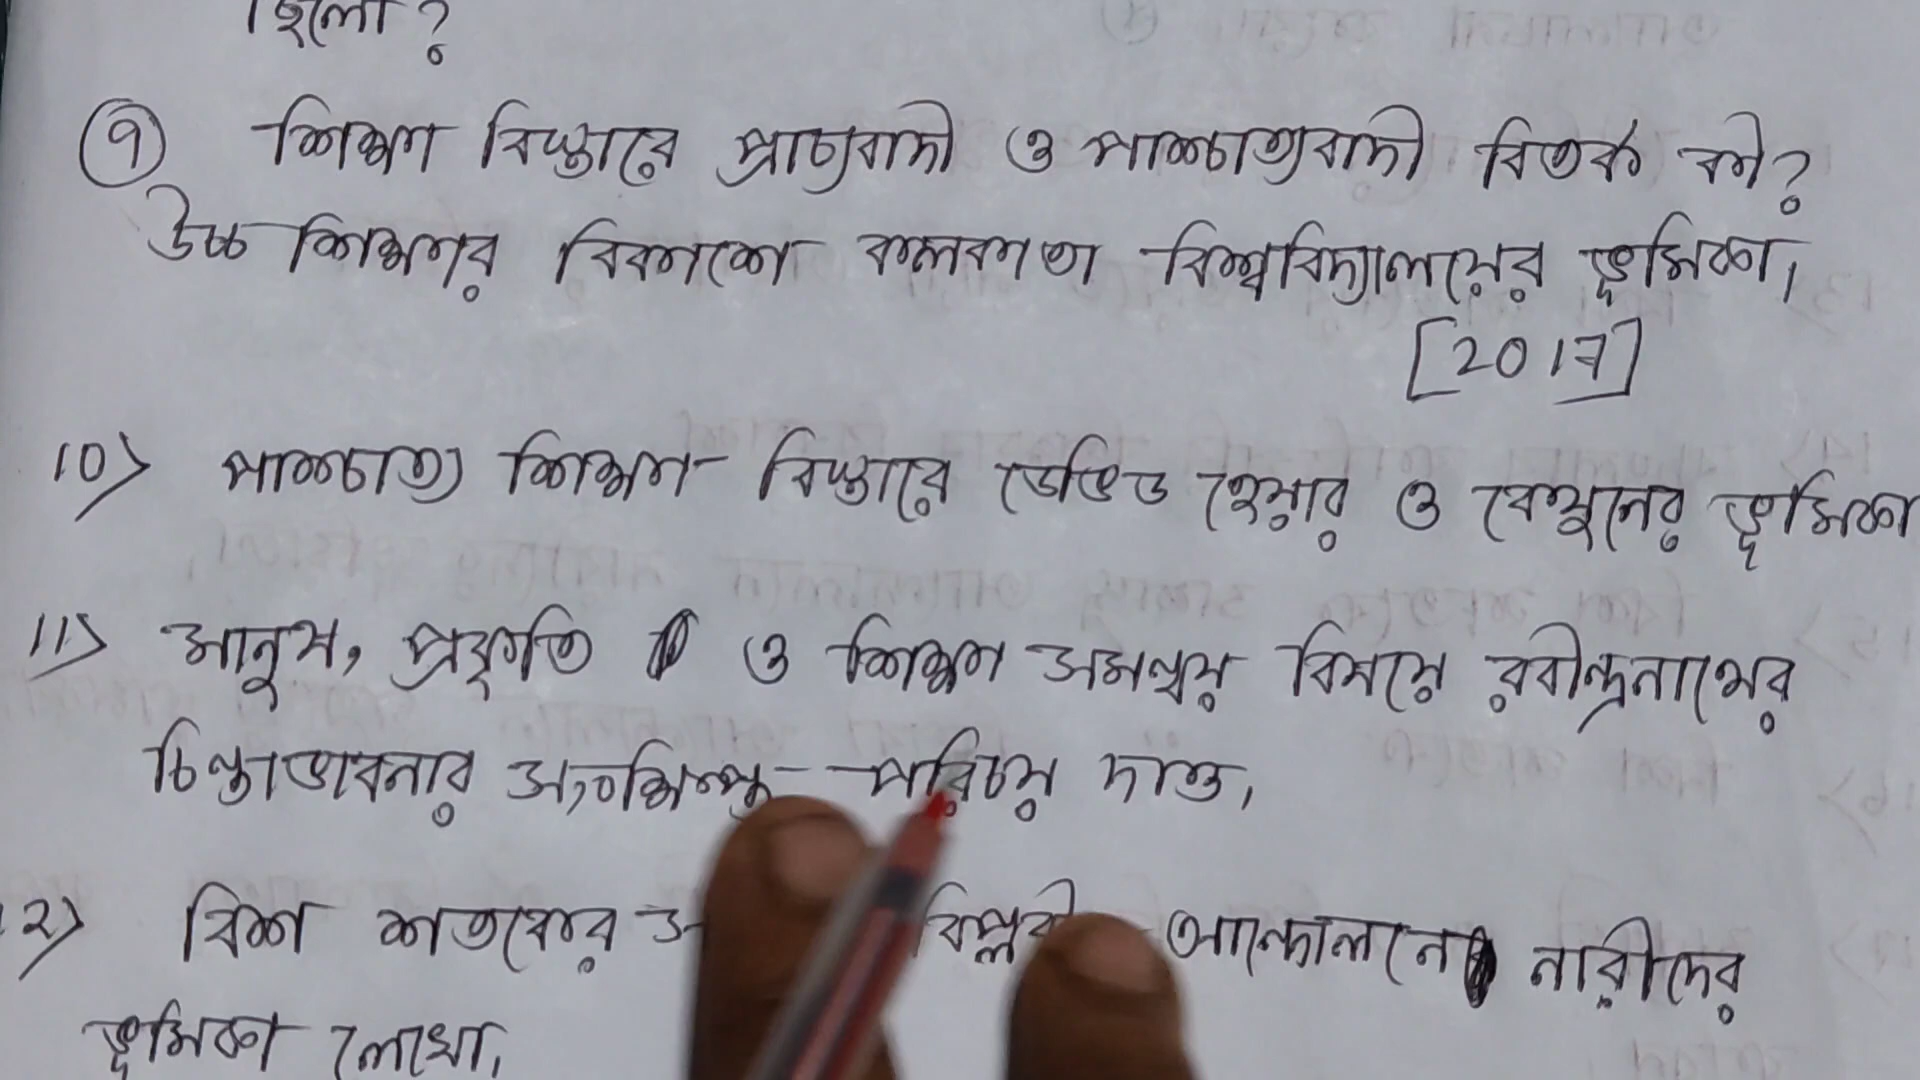 ছিলো?
৭ শিক্ষা বিস্তারে প্রাচ্যবাদী ও পাশ্চাত্যবাদী বিতর্ক কী?
উচ্চ শিক্ষার বিকাশে কলকাতা বিশ্ববিদ্যালয়ের ভূমিকা।
[2017]
10> পাশ্চাত্য শিক্ষা বিস্তারে ডেভিড হেয়ার ও বেথুনের ভূমিকা
11> মানুষ, প্রকৃতি ও শিক্ষা সমন্বয় বিষয়ে রবীন্দ্রনাথের
চিন্তাভাবনার সংক্ষিপ্ত পরিচয় দাও।
2> বিশ শতকের বিপ্লবী আন্দোলনে নারীদের
ভূমিকা লেখো।